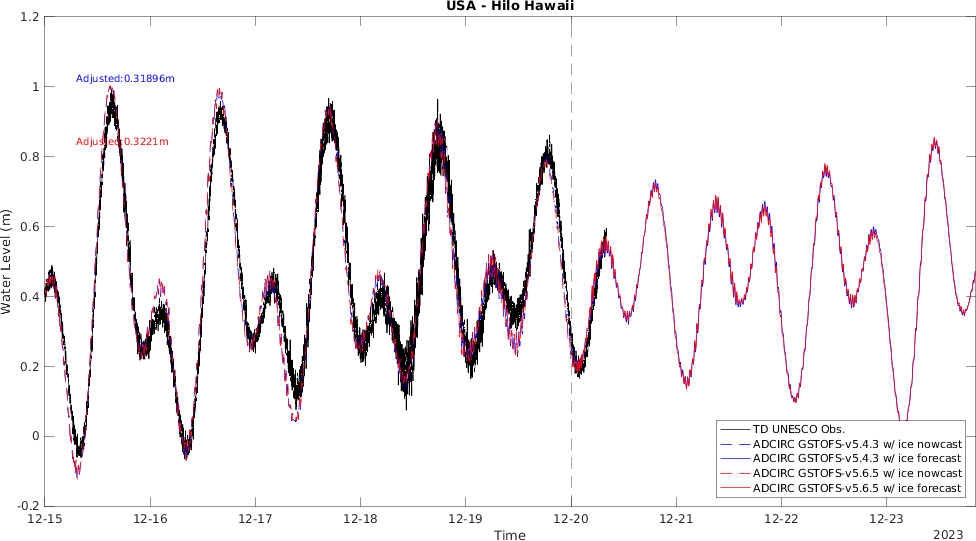 USA - Hilo Hawaii
1.2
1
0.8
0.6
0.4
0.2
0
-0.2
Water Level (m)
Adjusted:0.31896m
Adjusted:0.3221m
TD UNESCO Obs.
ADCIRC GSTOFS-v5.4.3 w/ ice nowcast
ADCIRC GSTOFS-v5.4.3 w/ ice forecast
ADCIRC GSTOFS-v5.6.5 w/ ice nowcast
ADCIRC GSTOFS-v5.6.5 w/ ice forecast
12-15 12-16 12-17 12-18 12-19 12-20 12-21 12-22 12-23
Time
2023